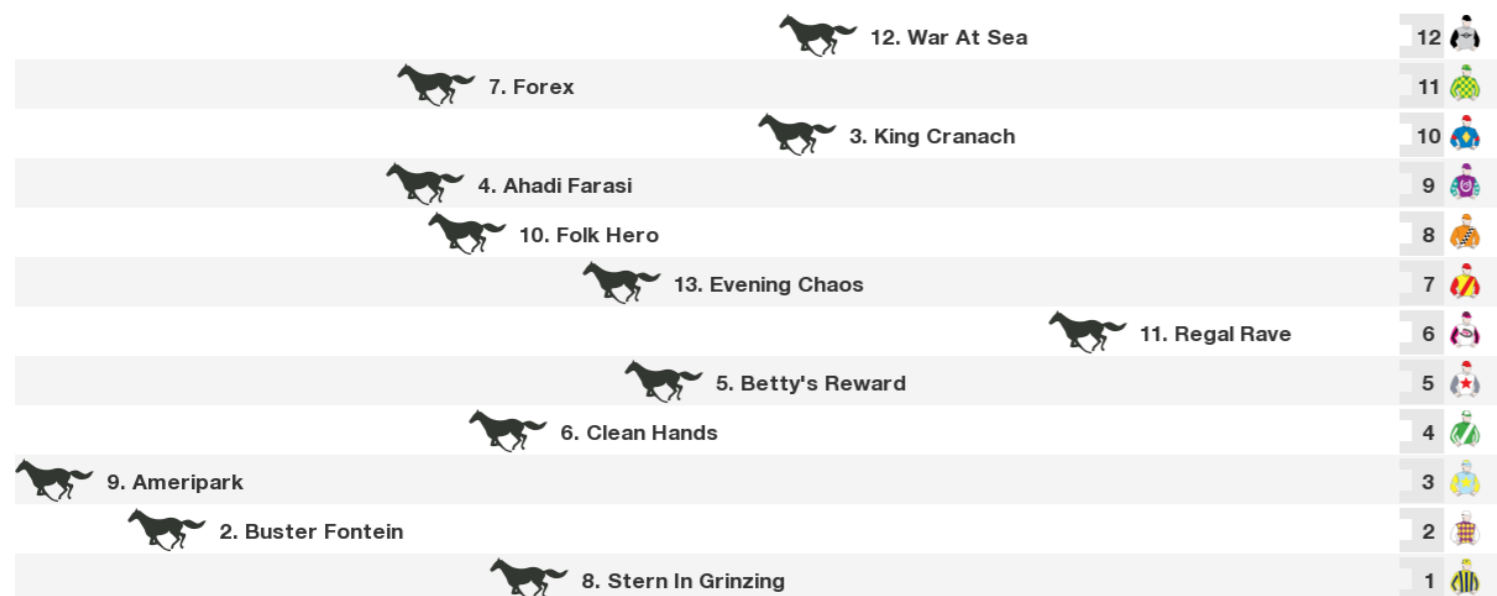 12. War At Sea 12
7. Forex 11
3. King Cranach 10
4. Ahadi Farasi 9
10. Folk Hero 8
13. Evening Chaos 7
11. Regal Rave 6
5. Betty's Reward 5
6. Clean Hands 4
9. Ameripark 3
2. Buster Fontein 2
8. Stern In Grinzing 1